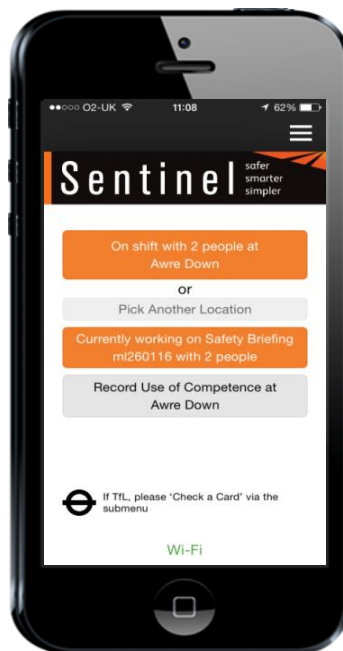 O2-UK 11:08 62%
Sentinel
safer
smarter
simpler
On shift with 2 people at
Awre Down
or
Pick Another Location
Currently working on Safety Briefing
ml260116 with 2 people
Record Use of Competence at
Awre Down
If TfL, please 'Check a Card' via the
submenu
Wi-Fi